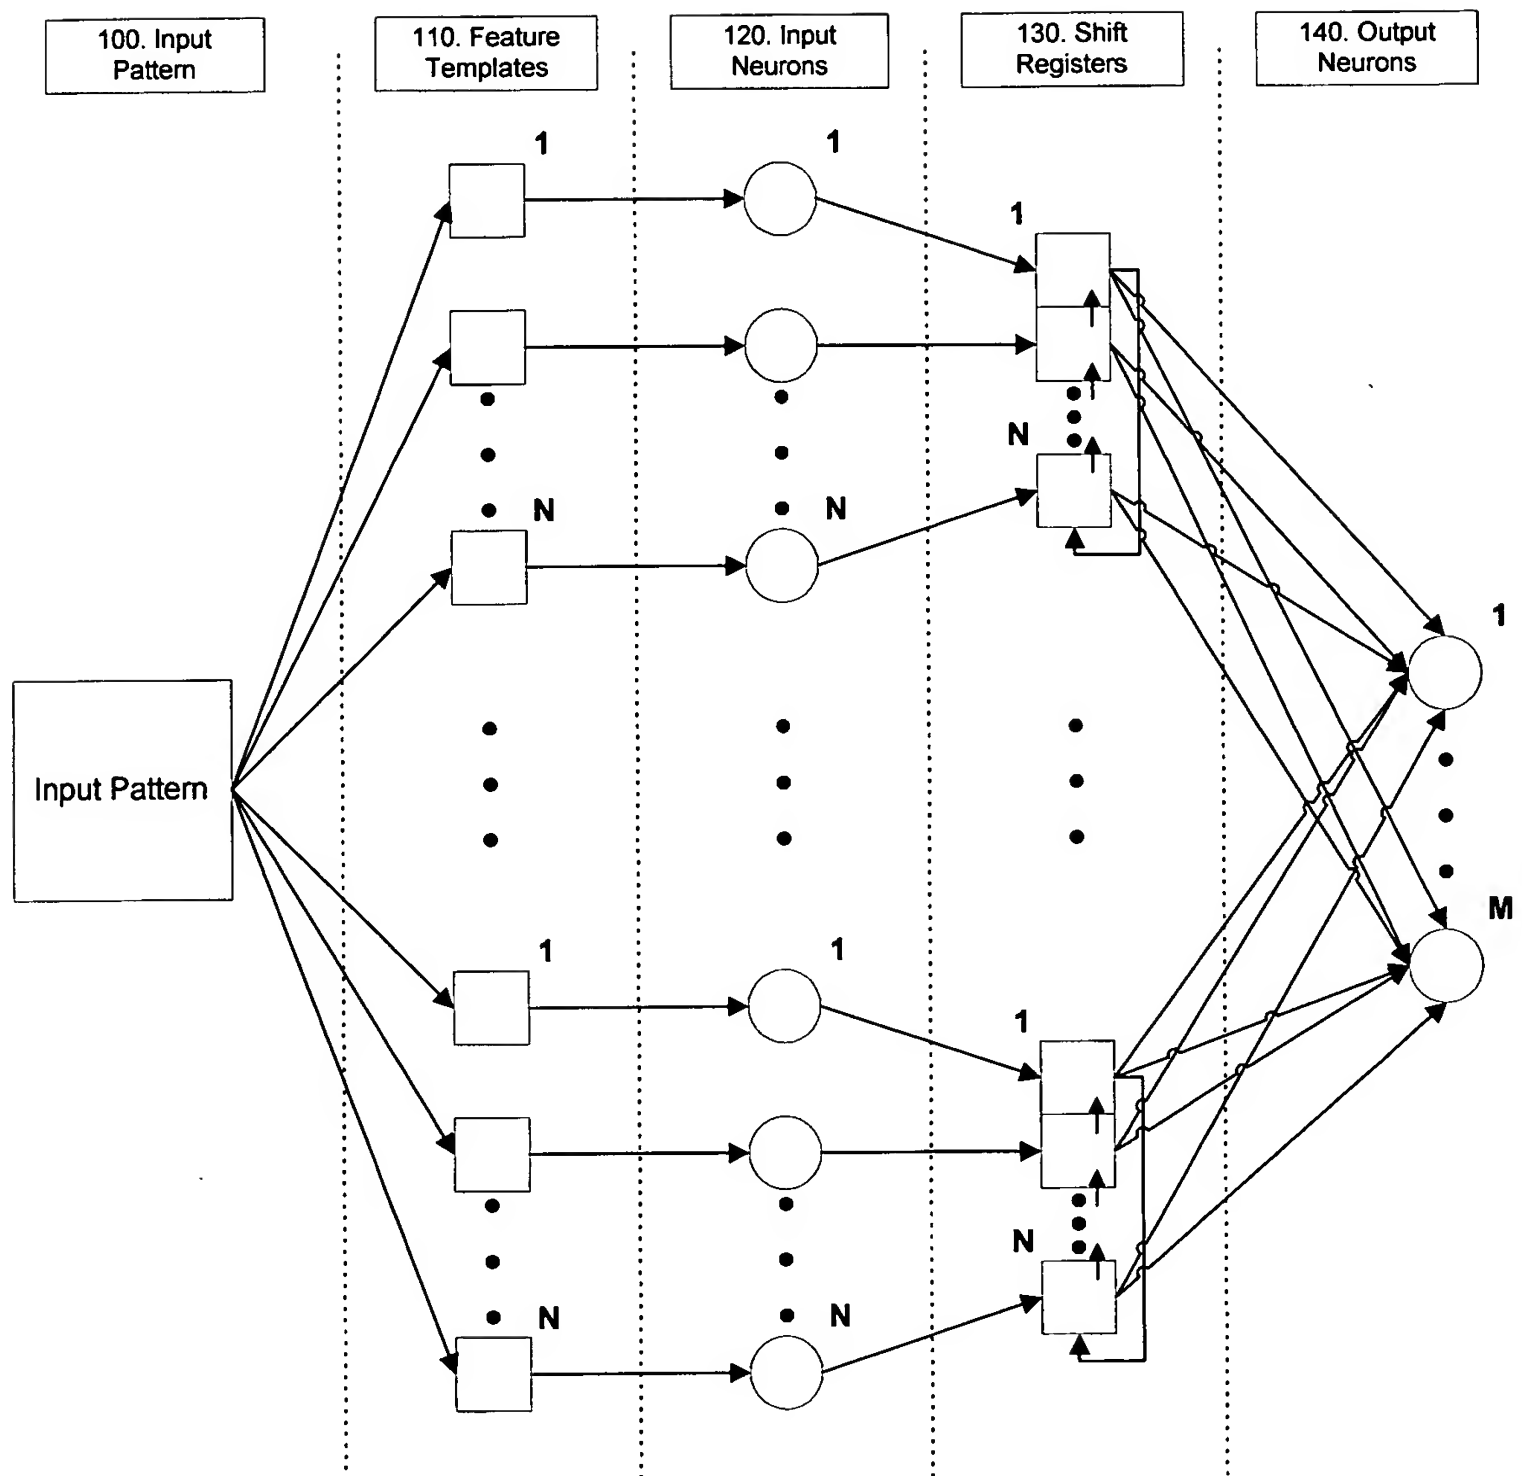 100. Input
Pattern
110. Feature
Templates
120. Input
Neurons
130. Shift
Registers
140. Output
Neurons
1
1
1
N
N
N
1
Input Pattern
M
1
1
1
N
N
N